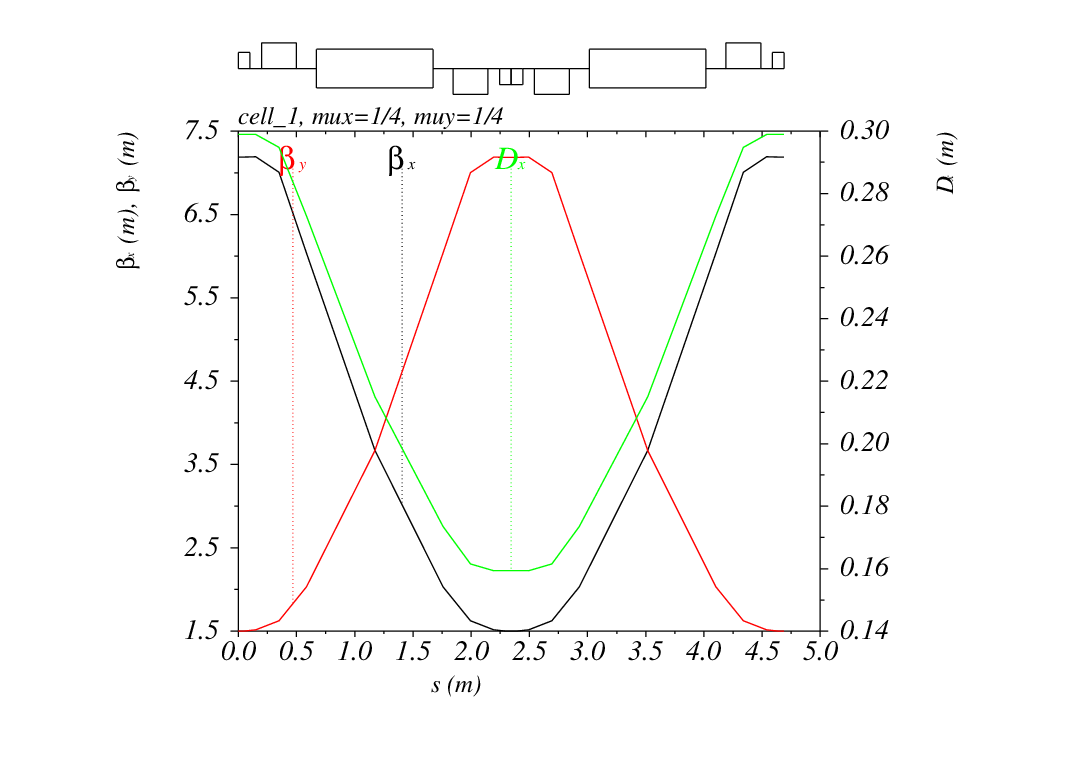 cell_1, mux=1/4, muy=1/4
7.5
6.5
5.5
4.5
3.5
2.5
1.5
βx (m), βy (m)
βy
βx
Dx
0.30
0.28
0.26
0.24
0.22
0.20
0.18
0.16
0.14
Dx (m)
0.0 0.5 1.0 1.5 2.0 2.5 3.0 3.5 4.0 4.5 5.0
s (m)